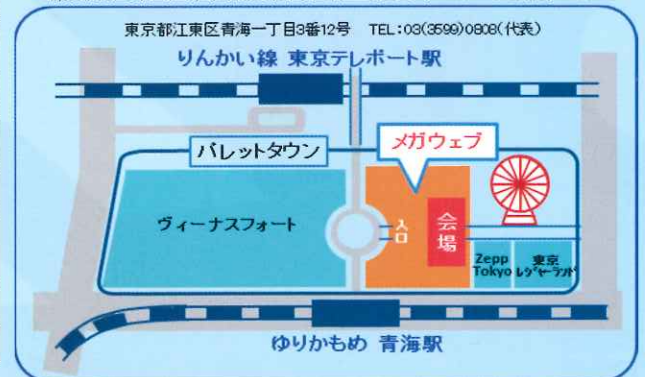 東京都江東区青海一丁目3番12号 TEL:03(3599)0808(代表)
りんかい線 東京テレポート駅
パレットタウン
メガウェブ
ヴィーナスフォート
入口
会場
Zepp
Tokyo
東京
レジャーランド
ゆりかもめ 青海駅